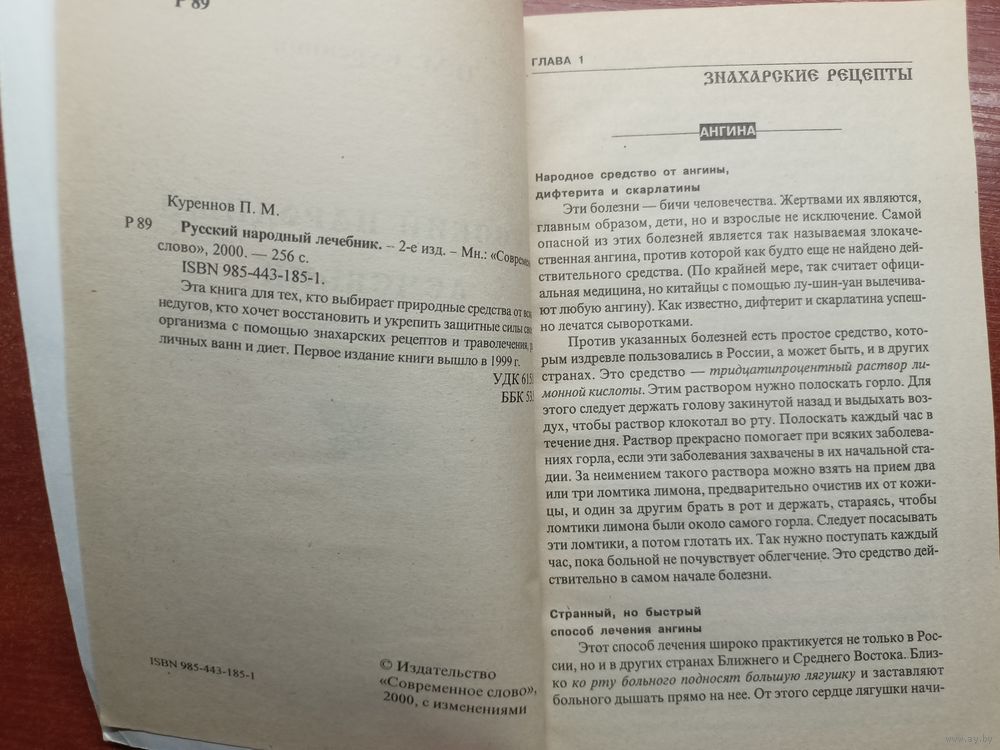 Р 89
Куреннов П. М.
Р 89 Русский народный лечебник. – 2-е изд. – Мн.: «Современ
слово», 2000. — 256 с.
ISBN 985-443-185-1.
Эта книга для тех, кто выбирает природные средства от
недугов, кто хочет восстановить и укрепить защитные силы
организма с помощью знахарских рецептов и траволечения,
личных ванн и диет. Первое издание книги вышло в 1999 г.
УДК 615
ББК 53
ISBN 985-443-185-1
© Издательство
«Современное слово»,
2000, с изменениями
ГЛАВА 1
ЗНАХАРСКИЕ РЕЦЕПТЫ
АНГИНА
Народное средство от ангины,
дифтерита и скарлатины
Эти болезни — бичи человечества. Жертвами их являются,
главным образом, дети, но и взрослые не исключение. Самой
опасной из этих болезней является так называемая злокаче-
ственная ангина, против которой как будто еще не найдено дей-
ствительного средства. (По крайней мере, так считает офици-
альная медицина, но китайцы с помощью лу-шин-уан вылечива-
ют любую ангину). Как известно, дифтерит и скарлатина успеш-
но лечатся сыворотками.
Против указанных болезней есть простое средство, кото-
рым издревле пользовались в России, а может быть, и в других
странах. Это средство — тридцатипроцентный раствор ли-
монной кислоты. Этим раствором нужно полоскать горло. Для
этого следует держать голову закинутой назад и выдыхать воз-
дух, чтобы раствор клокотал во рту. Полоскать каждый час в
течение дня. Раствор прекрасно помогает при всяких заболева-
ниях горла, если эти заболевания захвачены в их начальной ста-
дии. За неимением такого раствора можно взять на прием два
или три ломтика лимона, предварительно очистив их от кожи-
цы, и один за другим брать в рот и держать, стараясь, чтобы
ломтики лимона были около самого горла. Следует посасывать
эти ломтики, а потом глотать их. Так нужно поступать каждый
час, пока больной не почувствует облегчение. Это средство дей-
ствительно в самом начале болезни.
Странный, но быстрый
способ лечения ангины
Этот способ лечения широко практикуется не только в Рос-
сии, но и в других странах Ближнего и Среднего Востока. Близ-
ко ко рту больного подносят большую лягушку и заставляют
больного дышать прямо на нее. От этого сердце лягушки начи-
www.ay.by